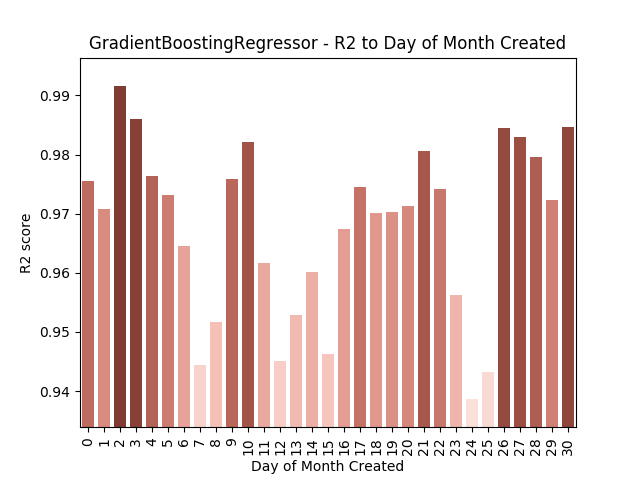 GradientBoostingRegressor - R2 to Day of Month Created
0.99
0.98
0.97
0.96
0.95
0.94
R2 score
0 1 2 3 4 5 6 7 8 9 10 11 12 13 14 15 16 17 18 19 20 21 22 23 24 25 26 27 28 29 30
Day of Month Created